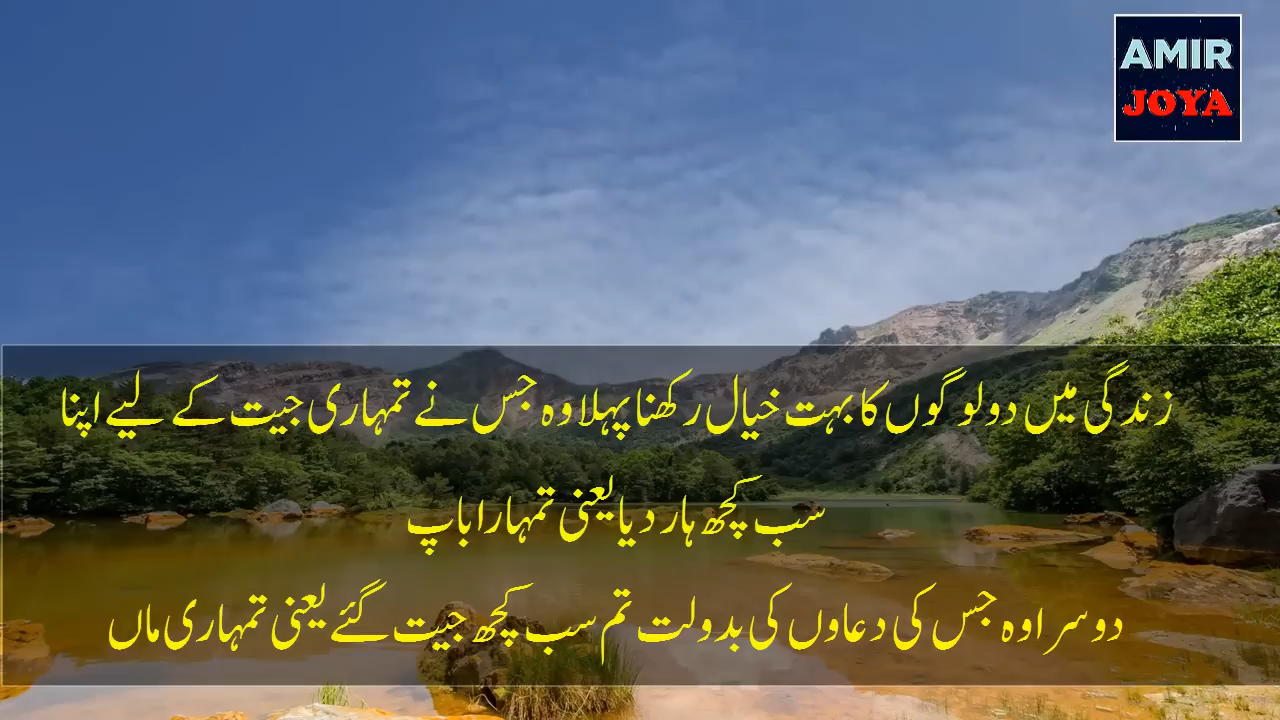 AMIR
JOYA
زندگی میں دو لوگوں کا بہت خیال رکھنا پہلا وہ جس نے تمہاری جیت کے لیے اپنا
سب کچھ ہار دیا یعنی تمہارا باپ
دوسرا وہ جس کی دعاوں کی بدولت تم سب کچھ جیت گئے یعنی تمہاری ماں